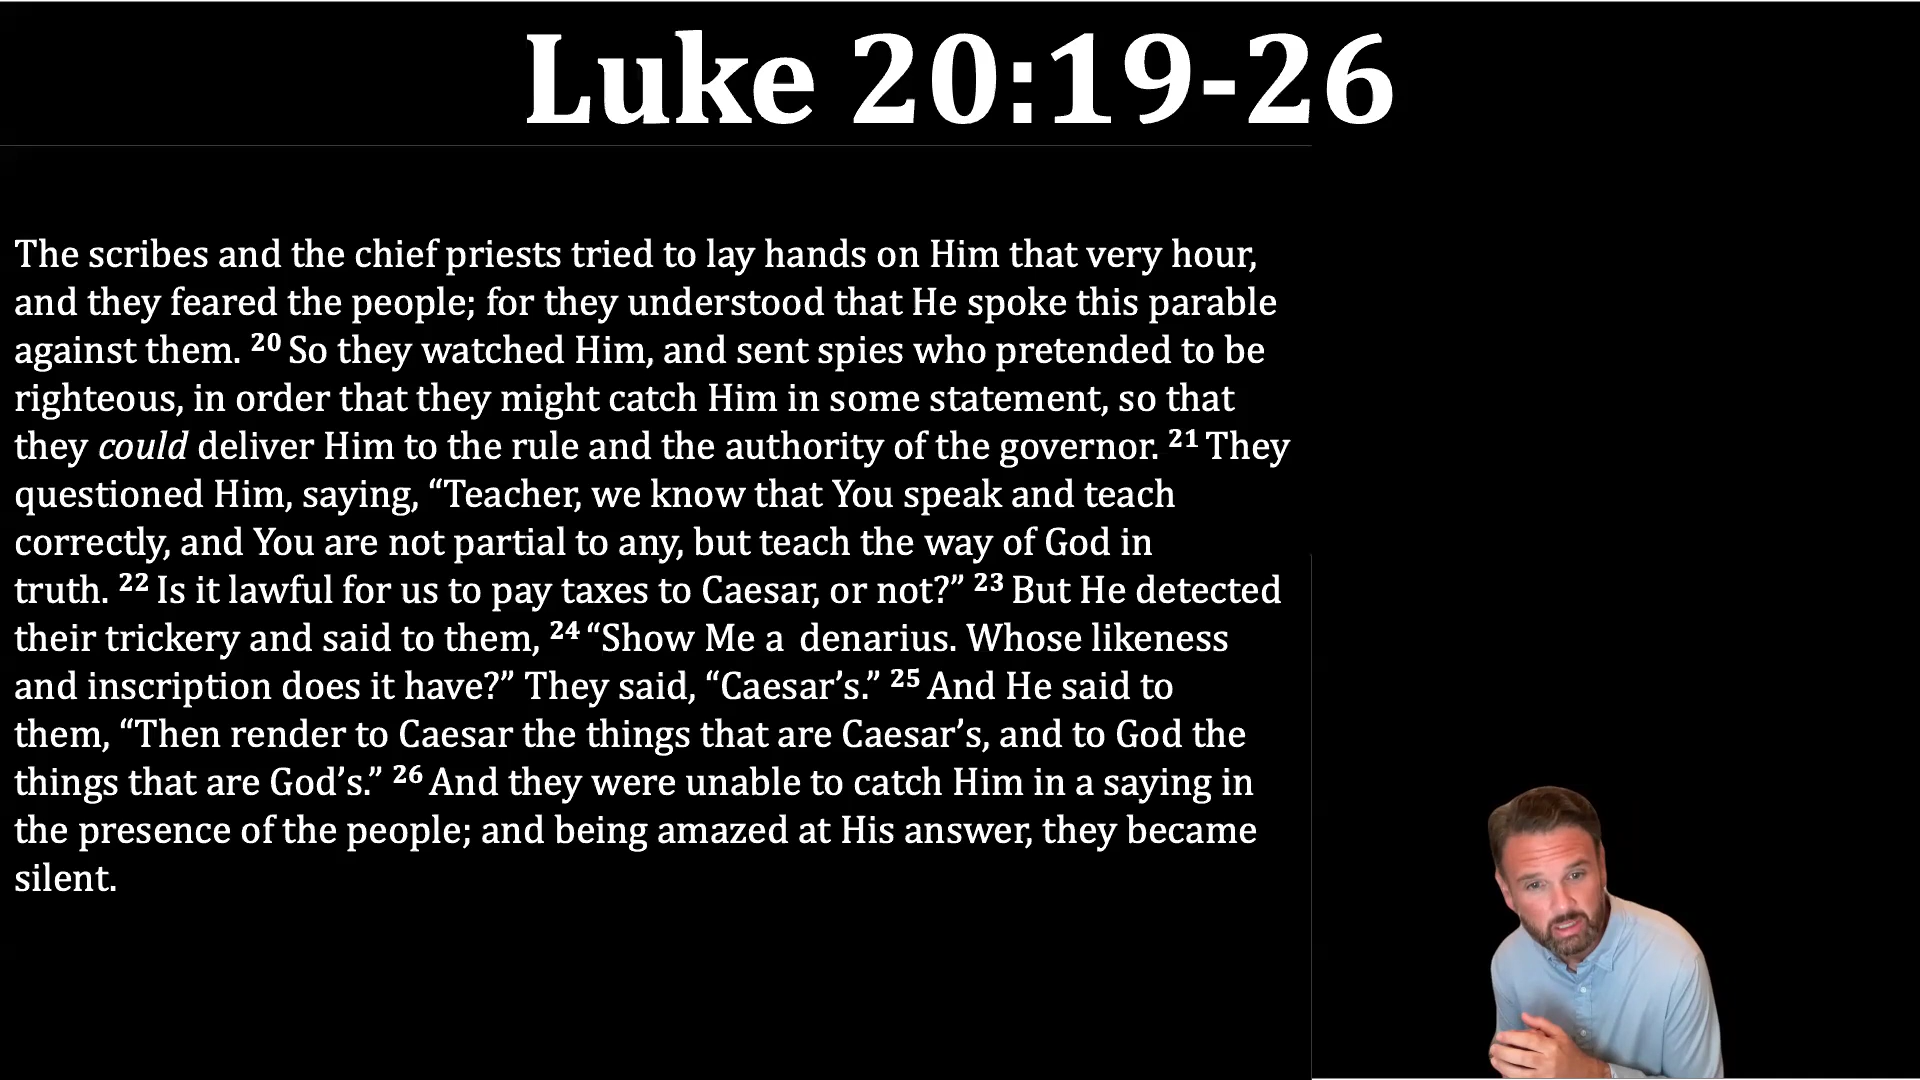 Luke 20:19-26
The scribes and the chief priests tried to lay hands on Him that very hour,
and they feared the people; for they understood that He spoke this parable
against them. 20 So they watched Him, and sent spies who pretended to be
righteous, in order that they might catch Him in some statement, so that
they could deliver Him to the rule and the authority of the governor. 21 They
questioned Him, saying, “Teacher, we know that You speak and teach
correctly, and You are not partial to any, but teach the way of God in
truth. 22 Is it lawful for us to pay taxes to Caesar, or not?” 23 But He detected
their trickery and said to them, 24 “Show Me a denarius. Whose likeness
and inscription does it have?” They said, “Caesar’s.” 25 And He said to
them, “Then render to Caesar the things that are Caesar’s, and to God the
things that are God’s.” 26 And they were unable to catch Him in a saying in
the presence of the people; and being amazed at His answer, they became
silent.